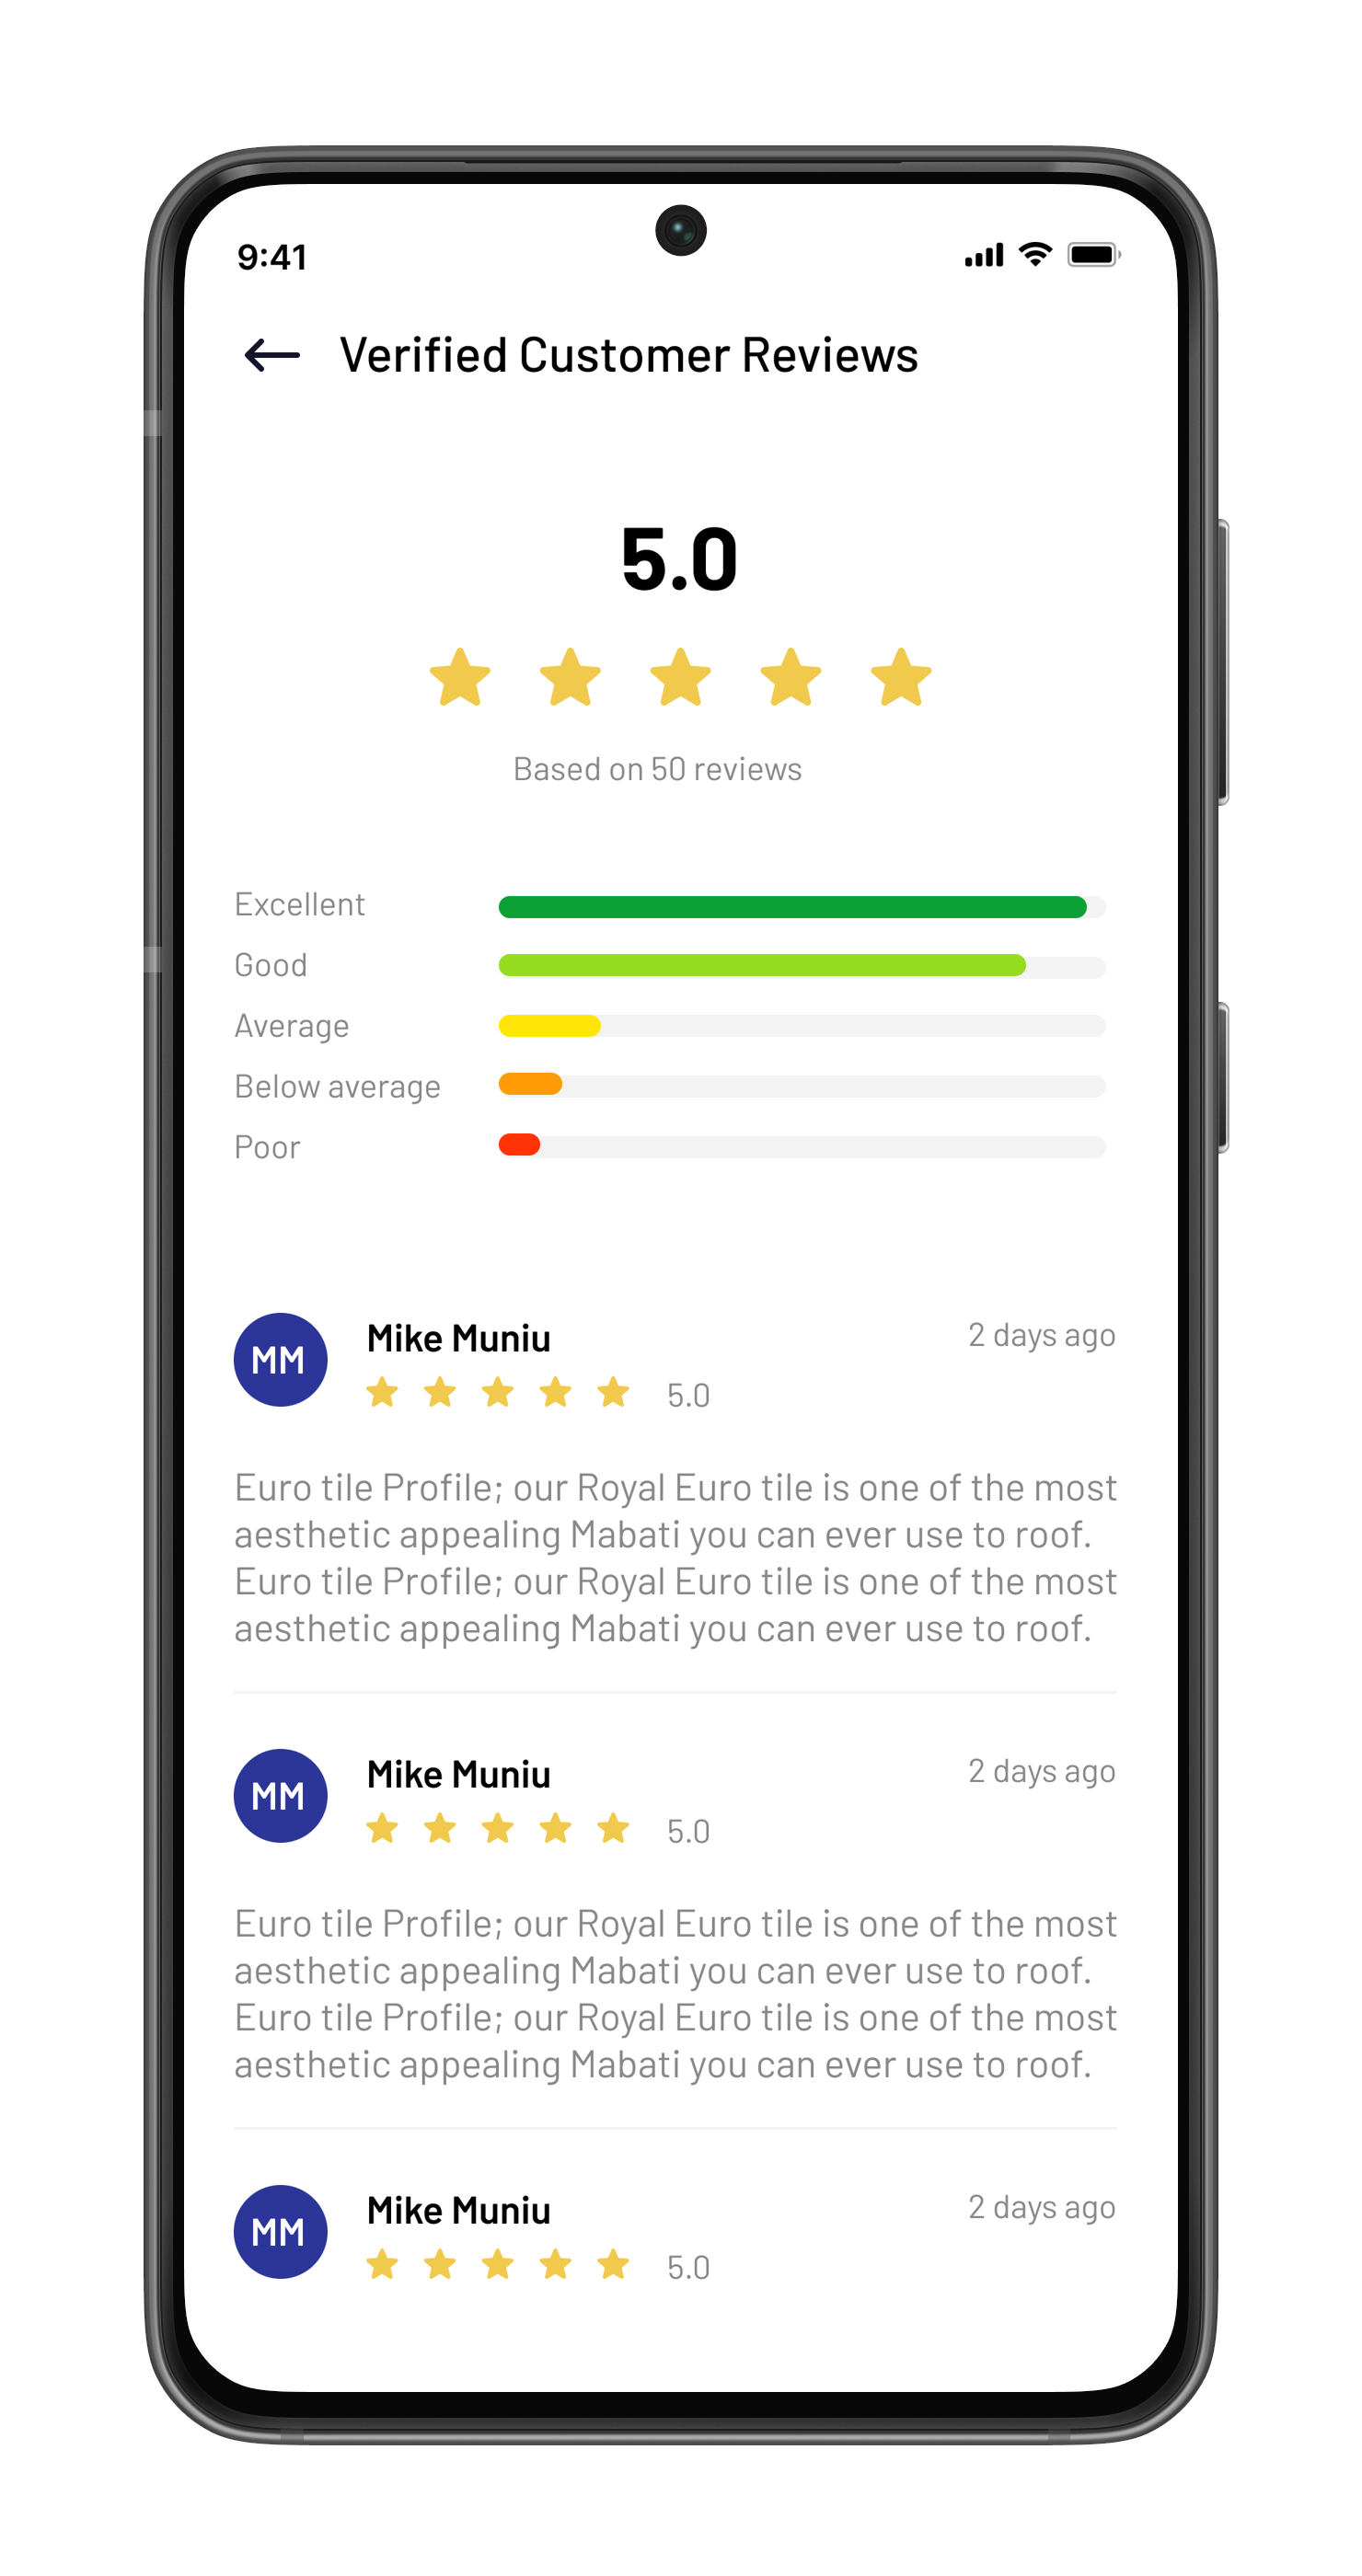 9:41
Verified Customer Reviews
5.0
Based on 50 reviews
Excellent
Good
Average
Below average
Poor
MM
Mike Muniu
2 days ago
5.0
Euro tile Profile; our Royal Euro tile is one of the most
aesthetic appealing Mabati you can ever use to roof.
Euro tile Profile; our Royal Euro tile is one of the most
aesthetic appealing Mabati you can ever use to roof.
MM
Mike Muniu
2 days ago
5.0
Euro tile Profile; our Royal Euro tile is one of the most
aesthetic appealing Mabati you can ever use to roof.
Euro tile Profile; our Royal Euro tile is one of the most
aesthetic appealing Mabati you can ever use to roof.
MM
Mike Muniu
2 days ago
5.0